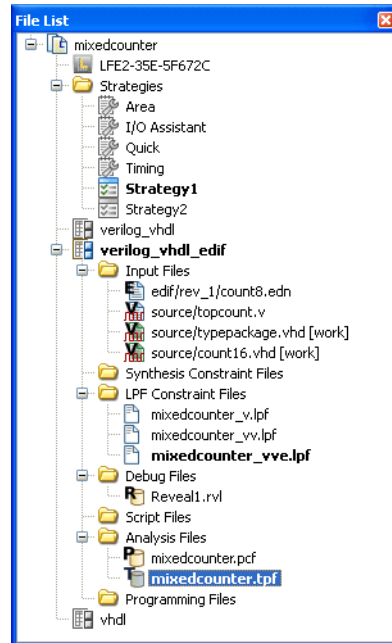 File List
mixedcounter
LFE2-35E-5F672C
Strategies
Area
I/O Assistant
Quick
Timing
Strategy1
Strategy2
verilog_vhdl
verilog_vhdl_edif
Input Files
edif/rev_1/count8.edn
source/topcount.v
source/typepackage.vhd [work]
source/count16.vhd [work]
Synthesis Constraint Files
LPF Constraint Files
mixedcounter_v.lpf
mixedcounter_vv.lpf
mixedcounter_vve.lpf
Debug Files
Reveal1.rvl
Script Files
Analysis Files
mixedcounter.pcf
mixedcounter.tpf
Programming Files
vhdl